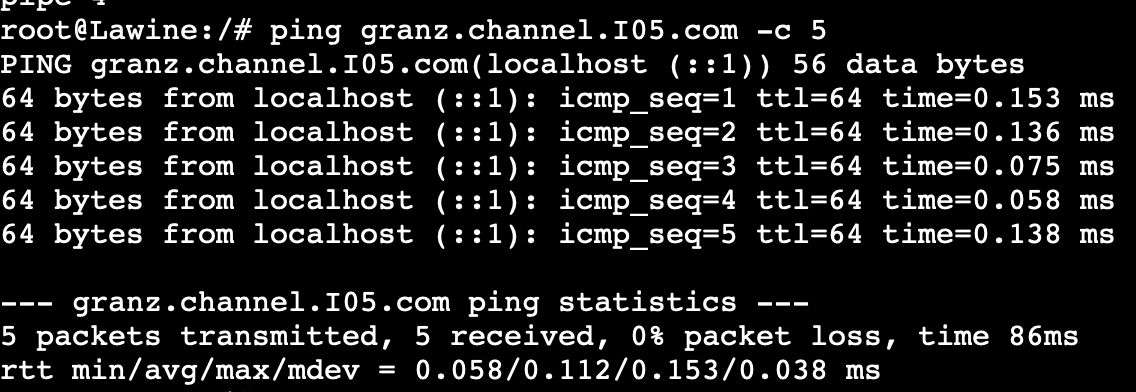 pipe 4
root@Lawine:/# ping granz.channel.I05.com -c 5
PING granz.channel.I05.com(localhost (::1)) 56 data bytes
64 bytes from localhost (::1): icmp_seq=1 ttl=64 time=0.153 ms
64 bytes from localhost (::1): icmp_seq=2 ttl=64 time=0.136 ms
64 bytes from localhost (::1): icmp_seq=3 ttl=64 time=0.075 ms
64 bytes from localhost (::1): icmp_seq=4 ttl=64 time=0.058 ms
64 bytes from localhost (::1): icmp_seq=5 ttl=64 time=0.138 ms
--- granz.channel.I05.com ping statistics ---
5 packets transmitted, 5 received, 0% packet loss, time 86ms
rtt min/avg/max/mdev = 0.058/0.112/0.153/0.038 ms